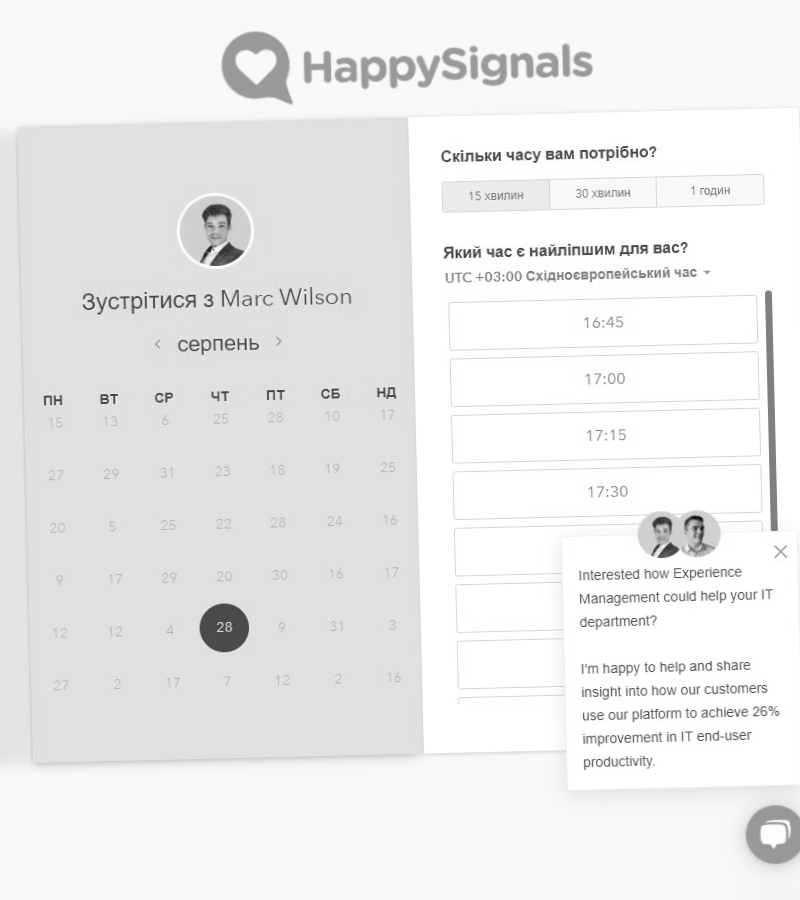 HappySignals
Зустрітися з Marc Wilson
серпень
ПН ВТ СР ЧТ ПТ СБ НД
15 13 6 25 28 10 17
27 29 31 23 18 19 25
20 5 25 22 28 24 16
9 17 29 20 30 16 17
12 12 4 28 9 31 3
27 2 17 7 12 2 16
Скільки часу вам потрібно?
15 хвилин 30 хвилин 1 годин
Який час є найліпшим для вас?
UTC +03:00 Східноєвропейський час
16:45
17:00
17:15
17:30
Interested how Experience
Management could help your IT
department?
I'm happy to help and share
insight into how our customers
use our platform to achieve 26%
improvement in IT end-user
productivity.